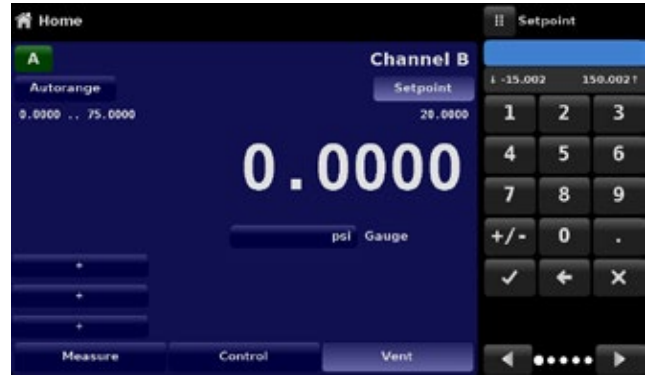 Home
Setpoint
A
Channel B
Autorange
Setpoint
0.0000 .. 75.0000
20.0000
0.0000
psi Gauge
+
+
+
Measure
Control
Vent
↓ -15.002
150.002↑
1
2
3
4
5
6
7
8
9
+/-
0
.